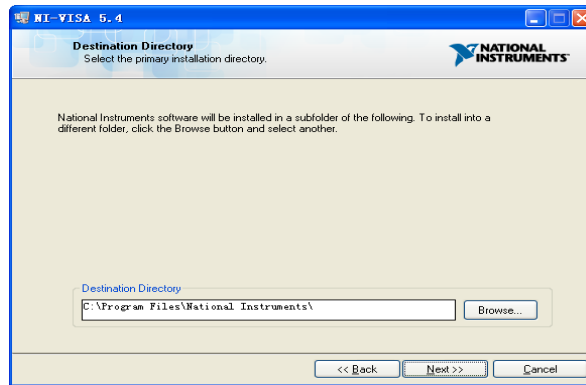 NI-VISA 5.4
Destination Directory
Select the primary installation directory.
NATIONAL
INSTRUMENTS™
National Instruments software will be installed in a subfolder of the following. To install into a
different folder, click the Browse button and select another.
Destination Directory
C:\Program Files\National Instruments\
Browse...
<< Back
Next >>
Cancel